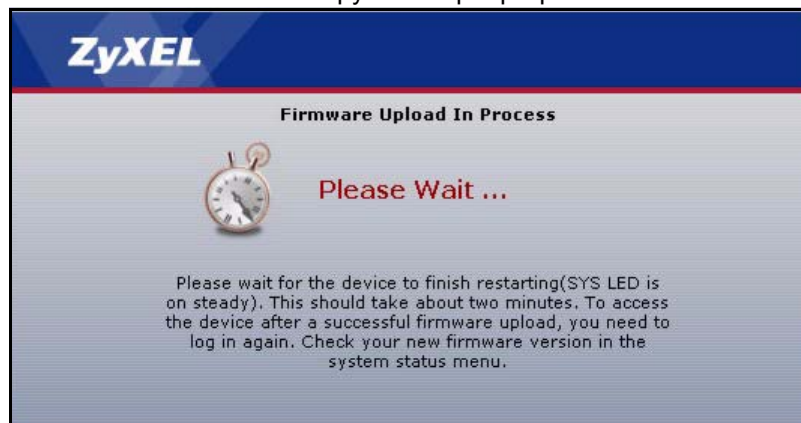 ZyXEL
Firmware Upload In Process
Please Wait ...
Please wait for the device to finish restarting(SYS LED is
on steady). This should take about two minutes. To access
the device after a successful firmware upload, you need to
log in again. Check your new firmware version in the
system status menu.